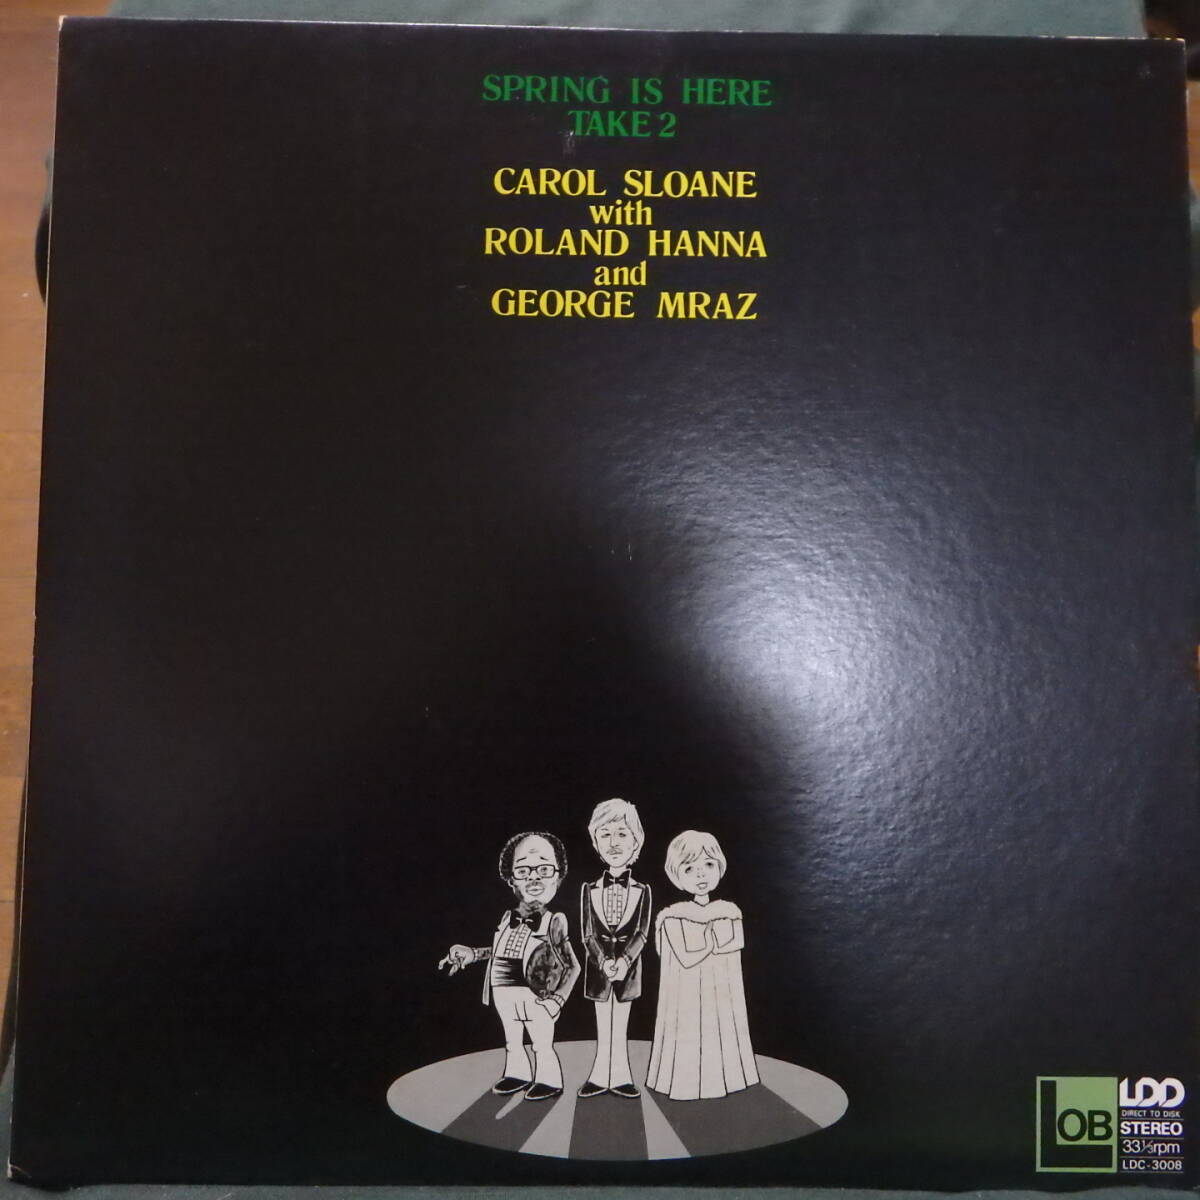 SPRING IS HERE
TAKE 2
CAROL SLOANE
with
ROLAND HANNA
and
GEORGE MRAZ
LOB
LDD
DIRECT TO DISK
STEREO
33⅓rpm
LDC-3008